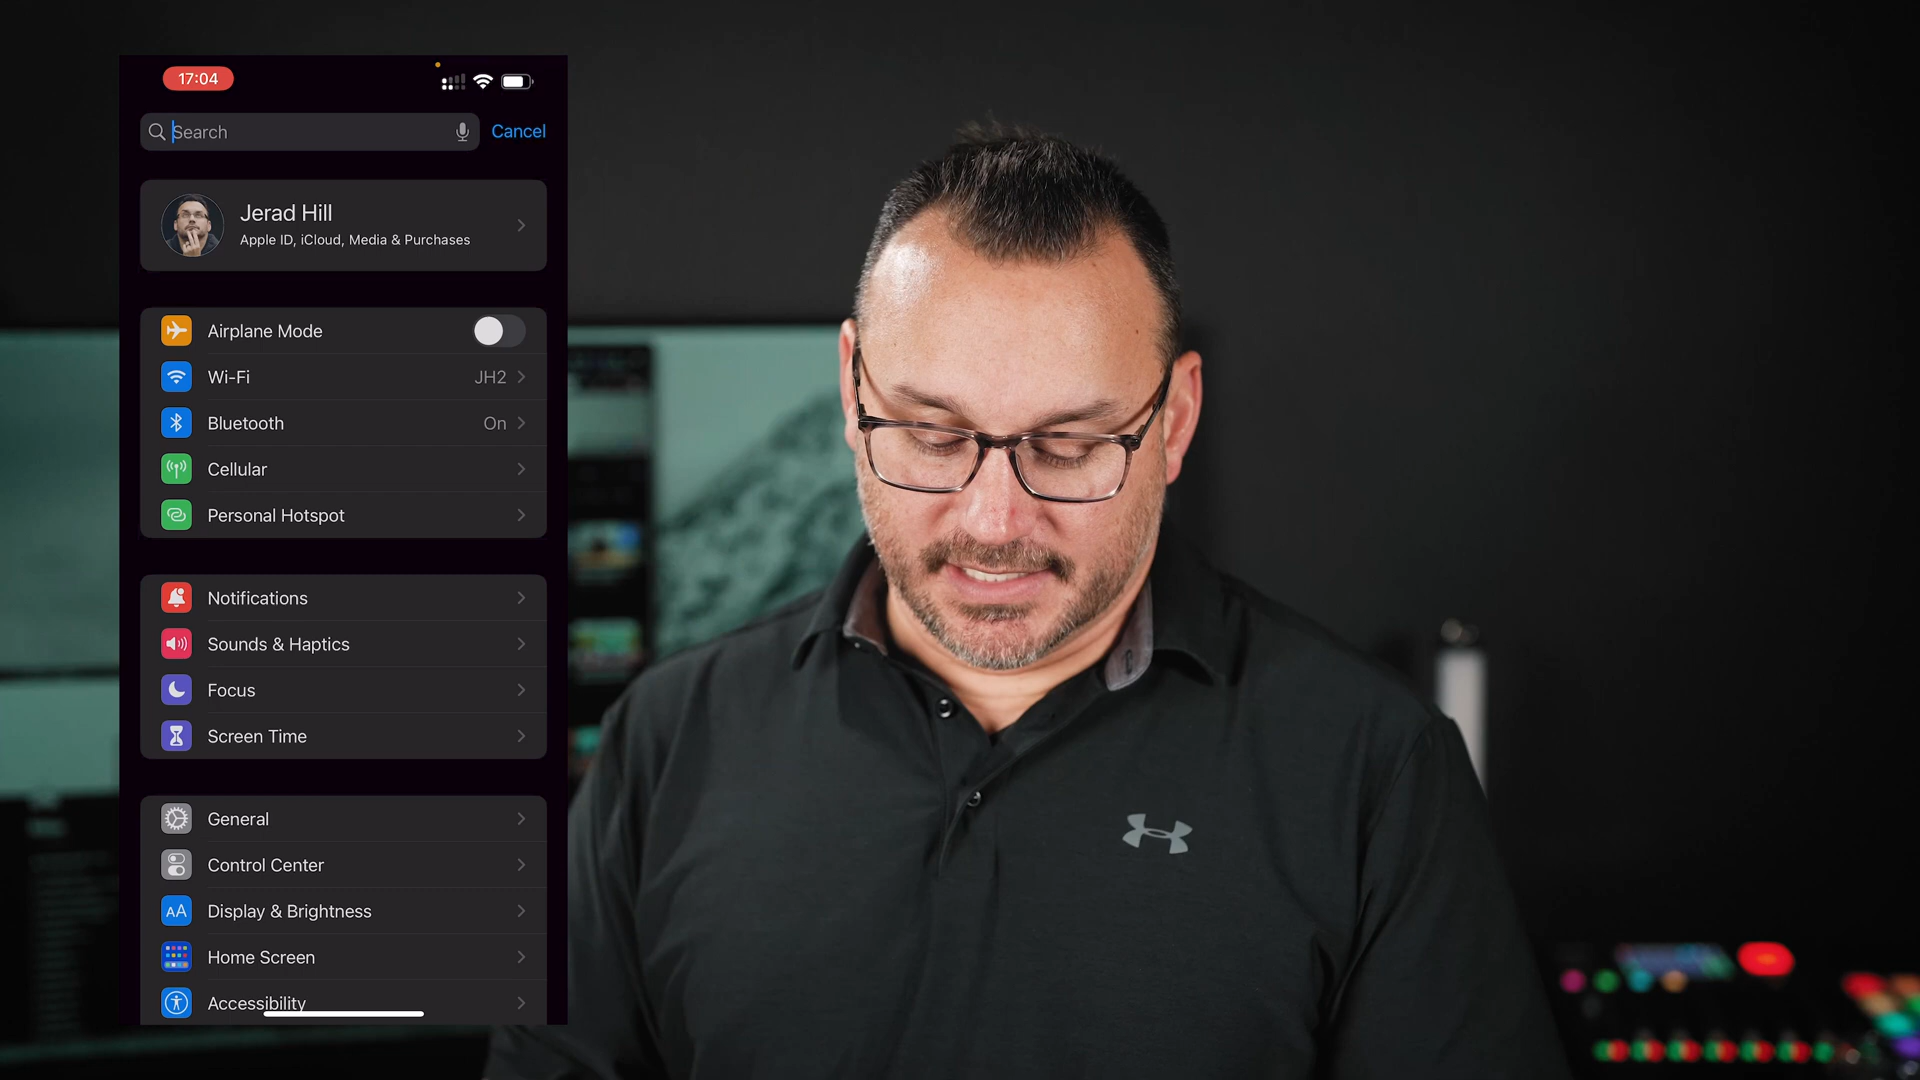 17:04
Search
Cancel
Jerad Hill
Apple ID, iCloud, Media & Purchases
Airplane Mode
Wi-Fi JH2
Bluetooth On
Cellular
Personal Hotspot
Notifications
Sounds & Haptics
Focus
Screen Time
General
Control Center
AA Display & Brightness
Home Screen
Accessibility